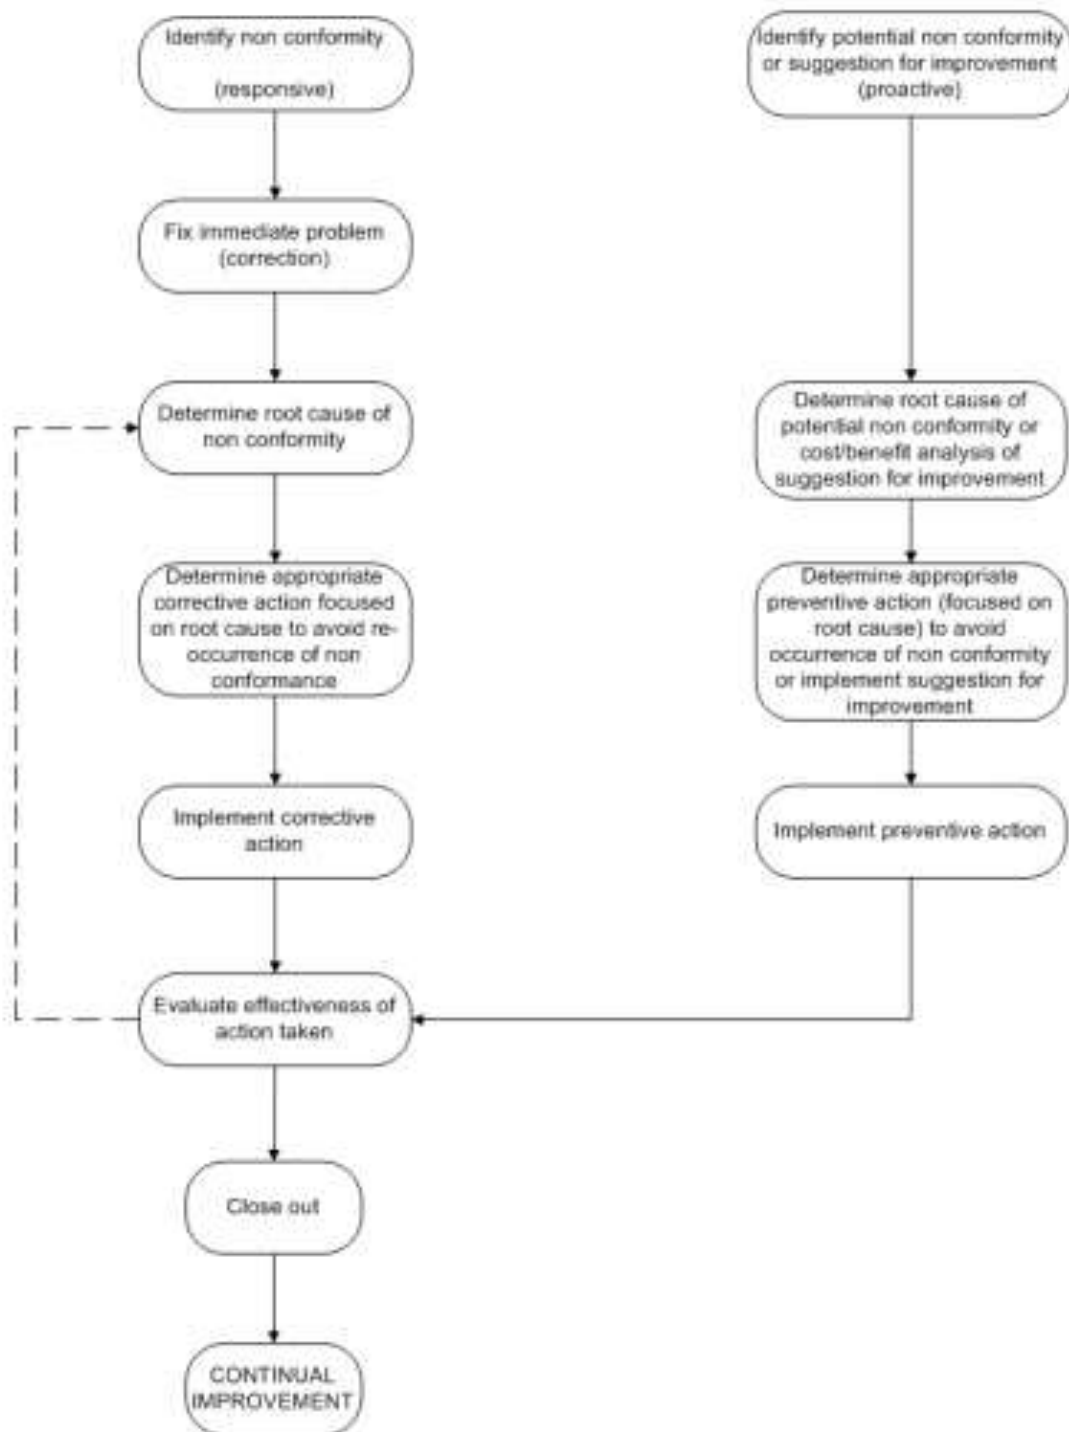 Identify non conformity
(responsive)
Identify potential non conformity
or suggestion for improvement
(proactive)
Fix immediate problem
(correction)
Determine root cause of
non conformity
Determine root cause of
potential non conformity or
cost/benefit analysis of
suggestion for improvement
Determine appropriate
corrective action focused
on root cause to avoid re-
occurrence of non
conformance
Determine appropriate
preventive action (focused on
root cause) to avoid
occurrence of non conformity
or implement suggestion for
improvement
Implement corrective
action
Implement preventive action
Evaluate effectiveness of
action taken
Close out
CONTINUAL
IMPROVEMENT